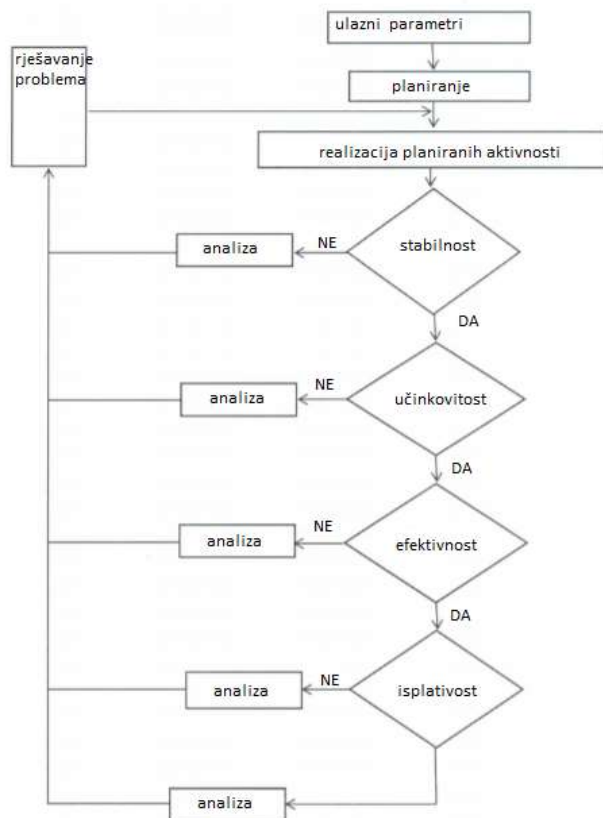 ulazni parametri
rješavanje
problema
planiranje
realizacija planiranih aktivnosti
analiza
NE
stabilnost
DA
analiza
NE
učinkovitost
DA
analiza
NE
efektivnost
DA
analiza
NE
isplativost
analiza